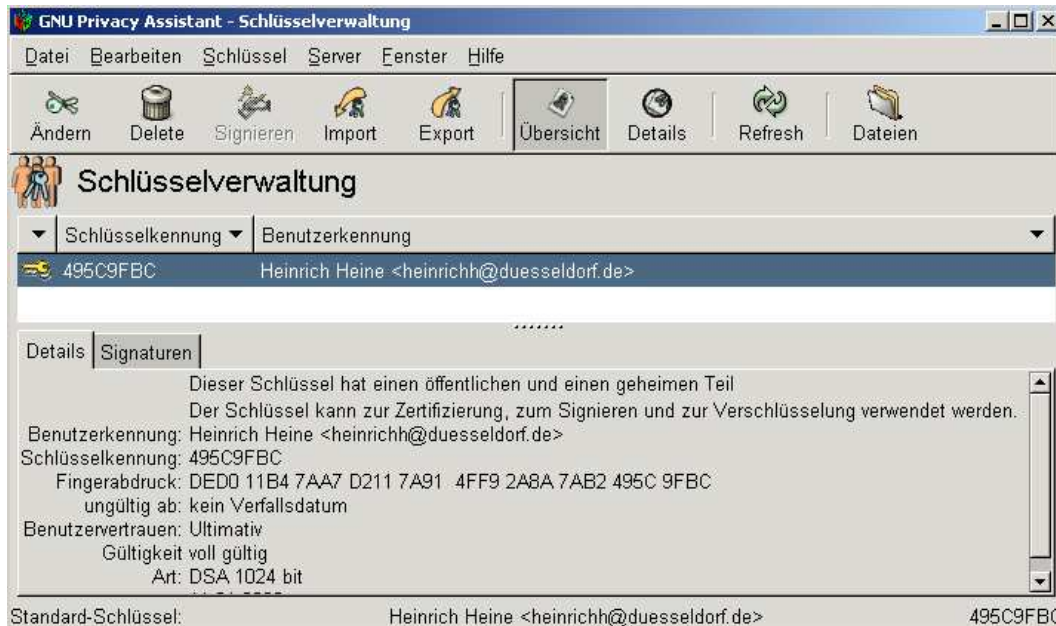 GNU Privacy Assistant - Schlüsselverwaltung
Datei Bearbeiten Schlüssel Server Fenster Hilfe
Ändern Delete Signieren Import Export Übersicht Details Refresh Dateien
Schlüsselverwaltung
Schlüsselkennung Benutzerkennung
495C9FBC Heinrich Heine <heinrichh@duesseldorf.de>
Details Signaturen
Dieser Schlüssel hat einen öffentlichen und einen geheimen Teil
Der Schlüssel kann zur Zertifizierung, zum Signieren und zur Verschlüsselung verwendet werden.
Benutzerkennung: Heinrich Heine <heinrichh@duesseldorf.de>
Schlüsselkennung: 495C9FBC
Fingerabdruck: DED0 11B4 7AA7 D211 7A91 4FF9 2A8A 7AB2 495C 9FBC
ungültig ab: kein Verfallsdatum
Benutzervertrauen: Ultimativ
Gültigkeit voll gültig
Art: DSA 1024 bit
Standard-Schlüssel: Heinrich Heine <heinrichh@duesseldorf.de> 495C9FBC